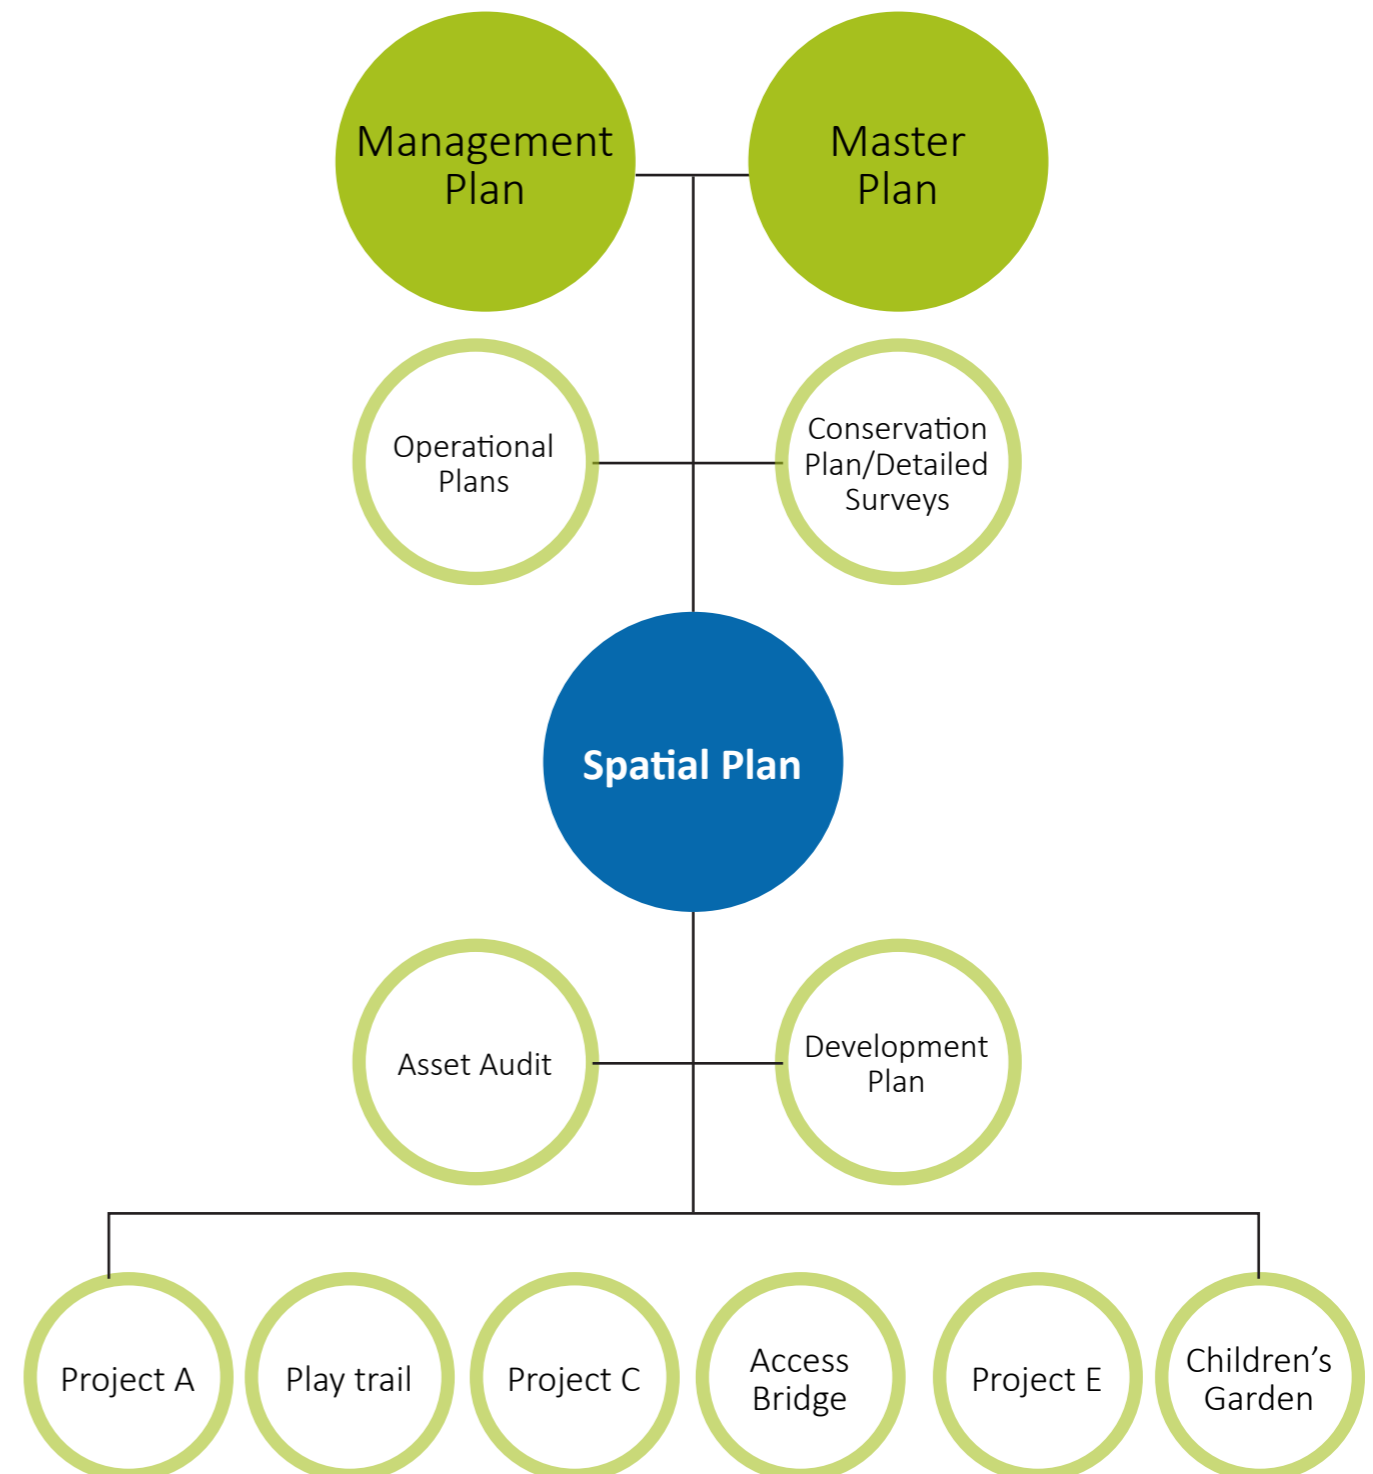 Management
Plan
Master
Plan
Operational
Plans
Conservation
Plan/Detailed
Surveys
Spatial Plan
Asset Audit
Development
Plan
Project A
Play trail
Project C
Access
Bridge
Project E
Children’s
Garden